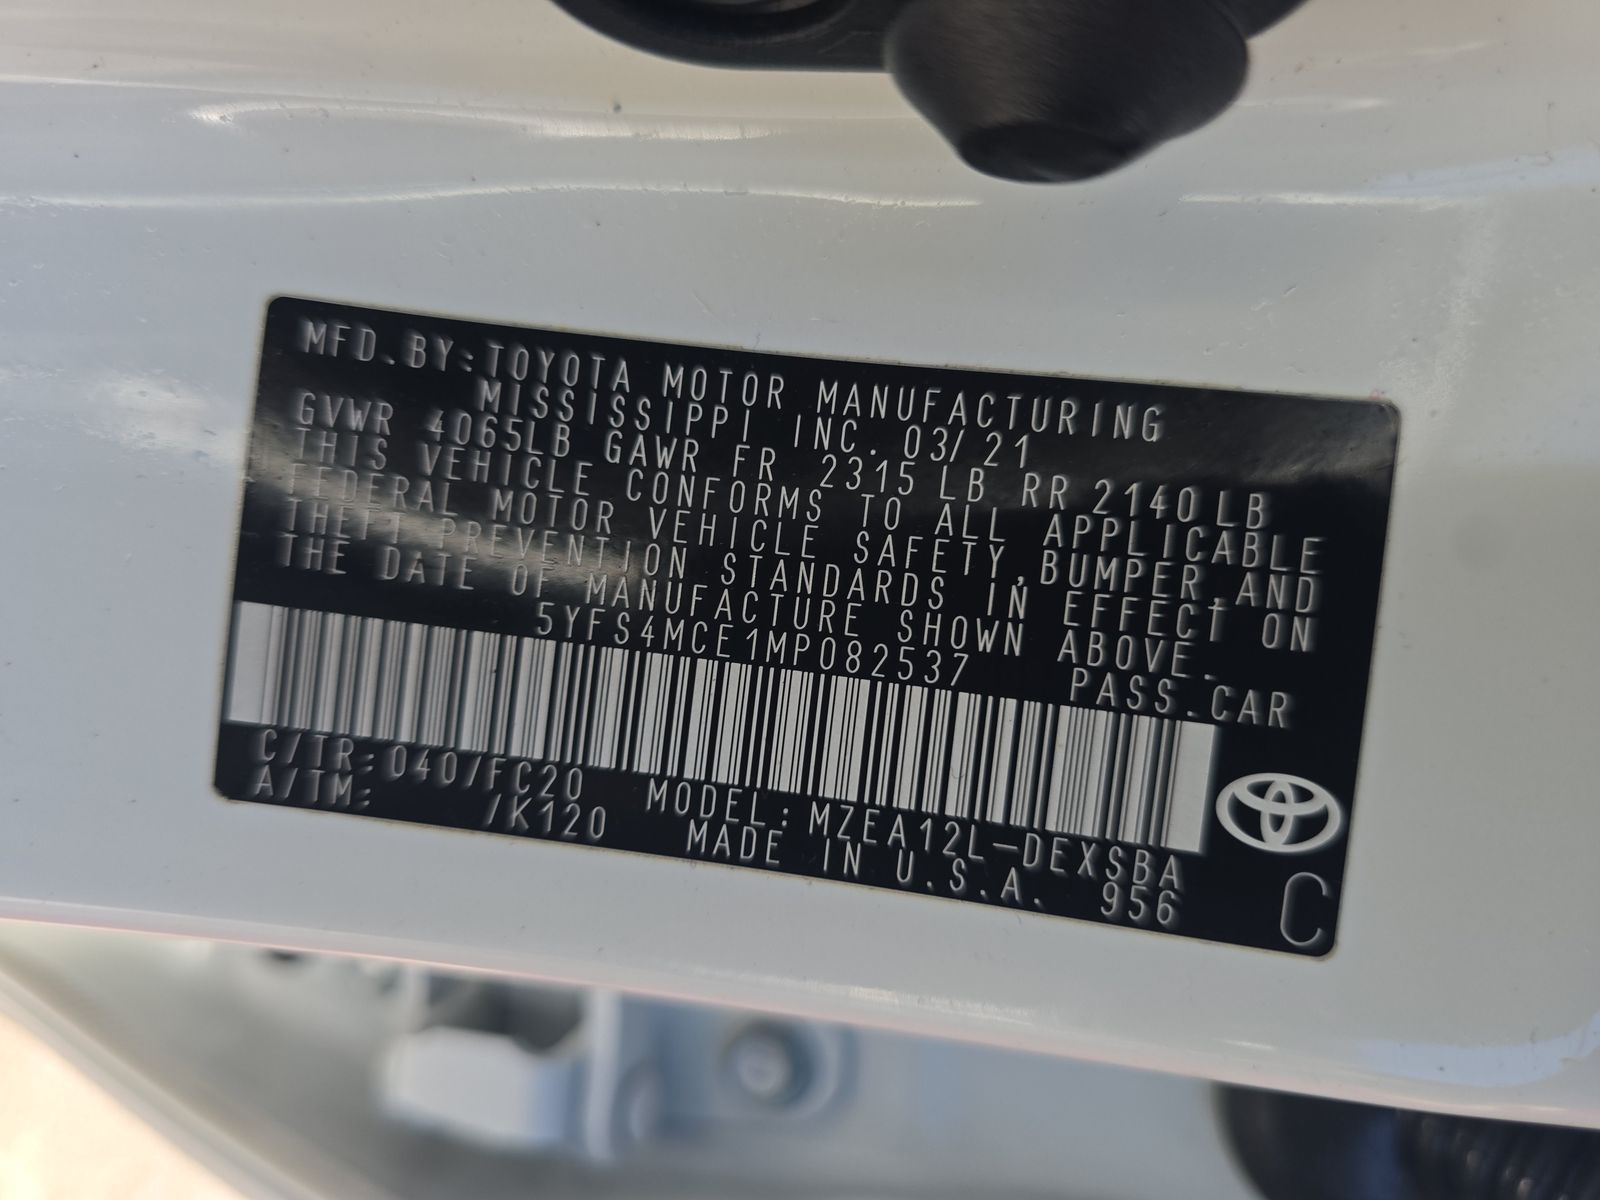 MFD.BY:TOYOTA MOTOR MANUFACTURING
MISSISSIPPI INC. 03/21
GVWR 4065LB GAWR FR 2315LB RR 2140LB
THIS VEHICLE CONFORMS TO ALL APPLICABLE
FEDERAL MOTOR VEHICLE SAFETY,BUMPER,AND
THEFT PREVENTION STANDARDS IN EFFECT ON
THE DATE OF MANUFACTURE SHOWN ABOVE.
5YFS4MCE1MP082537 PASS.CAR
C/TR:040/FC20 MODEL:MZEA12L-DEXSBA
A/TM: /K120 MADE IN U.S.A. 956
C